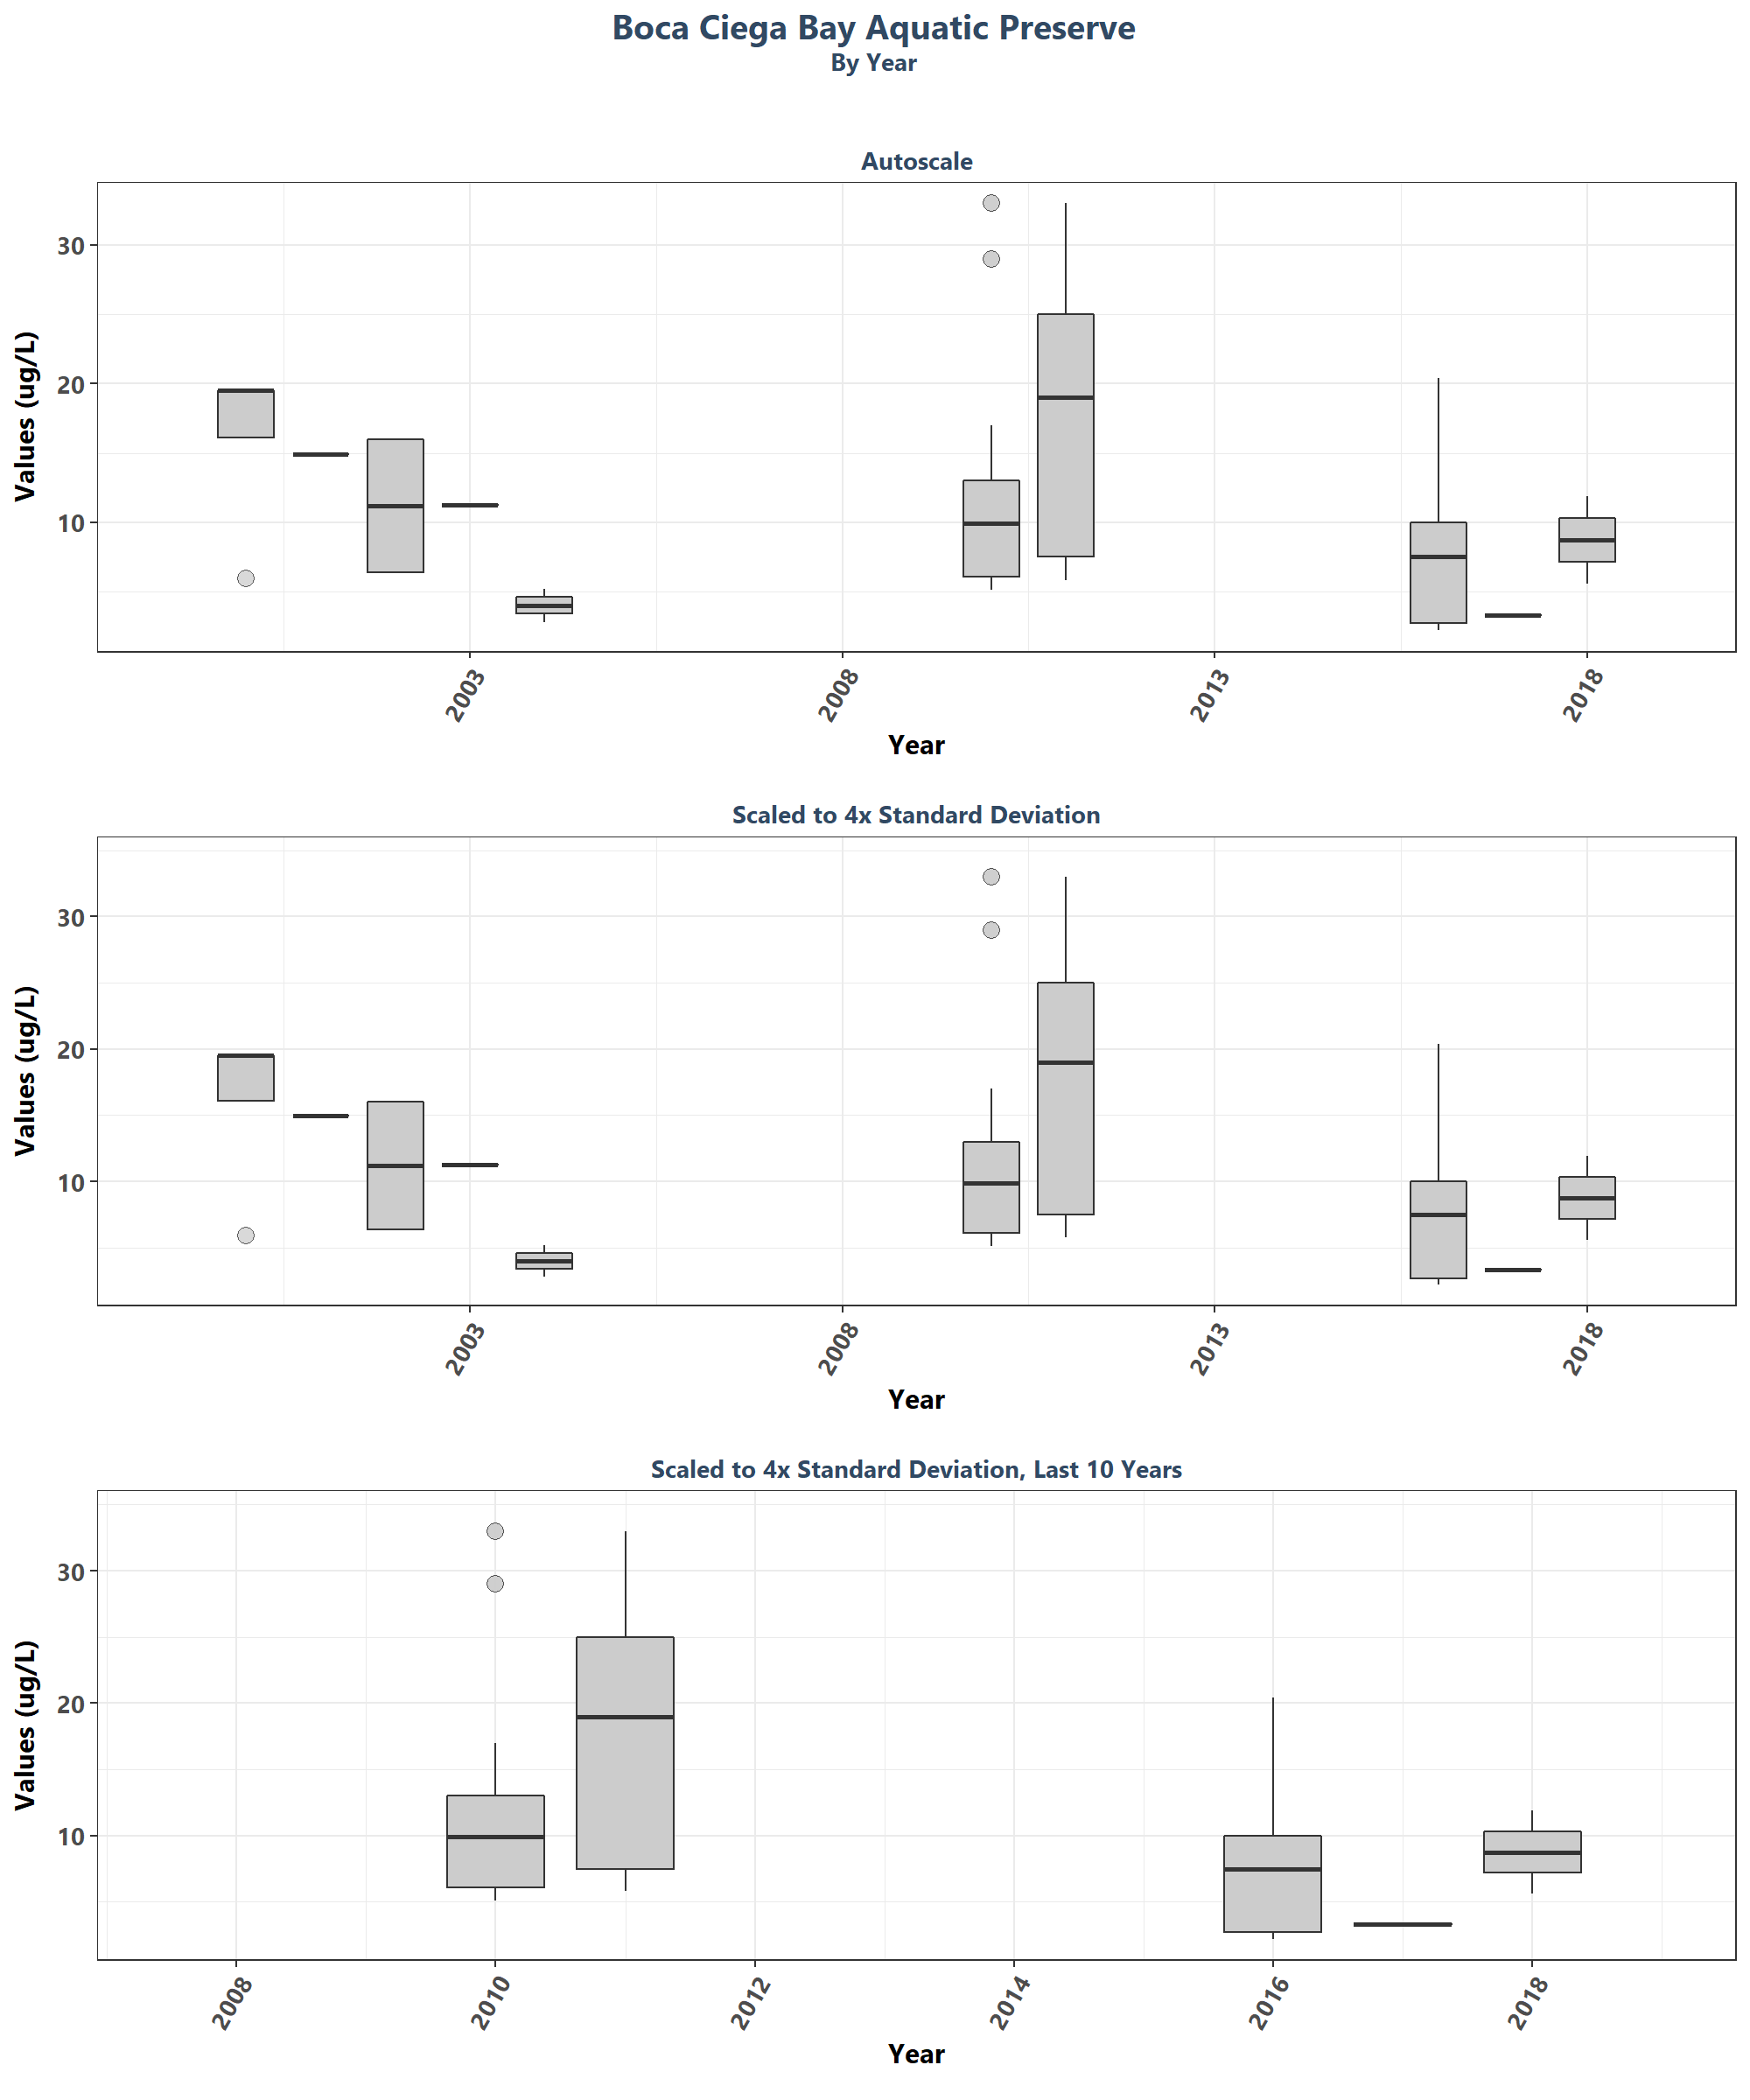 Boca Ciega Bay Aquatic Preserve
By Year
Autoscale
Values (ug/L)
30
20
10
2003
2008
2013
2018
Year
Scaled to 4x Standard Deviation
Values (ug/L)
30
20
10
2003
2008
2013
2018
Year
Scaled to 4x Standard Deviation, Last 10 Years
Values (ug/L)
30
20
10
2008
2010
2012
2014
2016
2018
Year